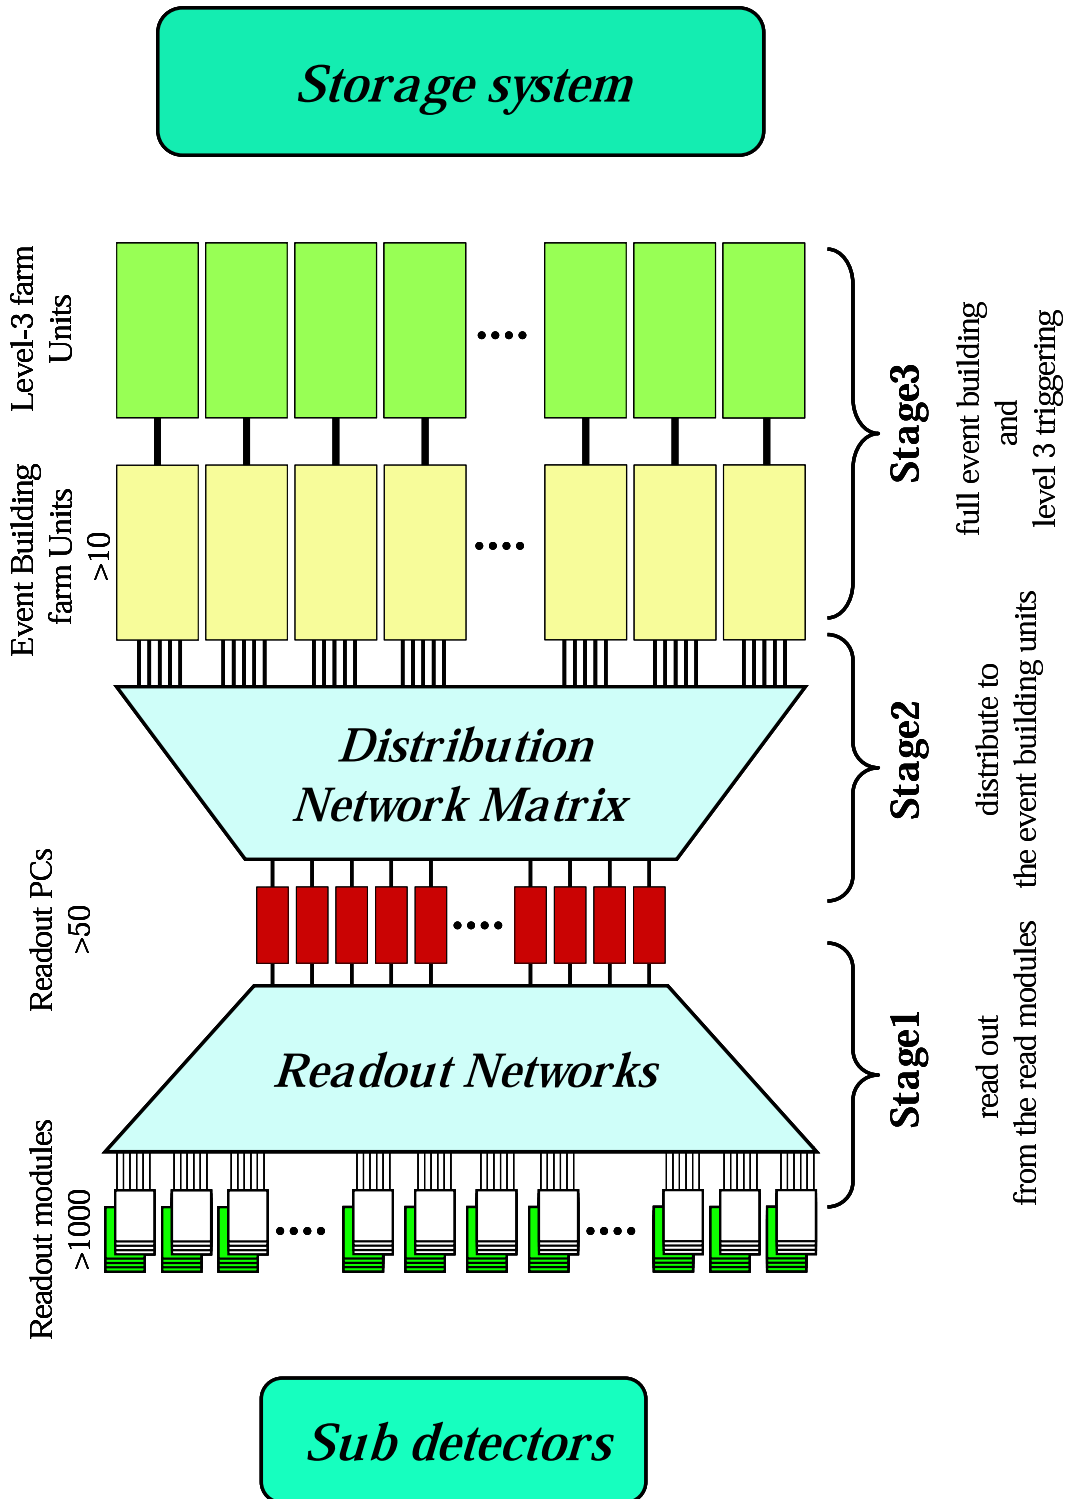 Storage system
Level-3 farm
Units
Stage3
full event building
and
level 3 triggering
Event Building
farm Units
>10
Distribution
Network Matrix
Stage2
distribute to
the event building units
Readout PCs
>50
Readout Networks
Stage1
read out
from the read modules
Readout modules
>1000
Sub detectors